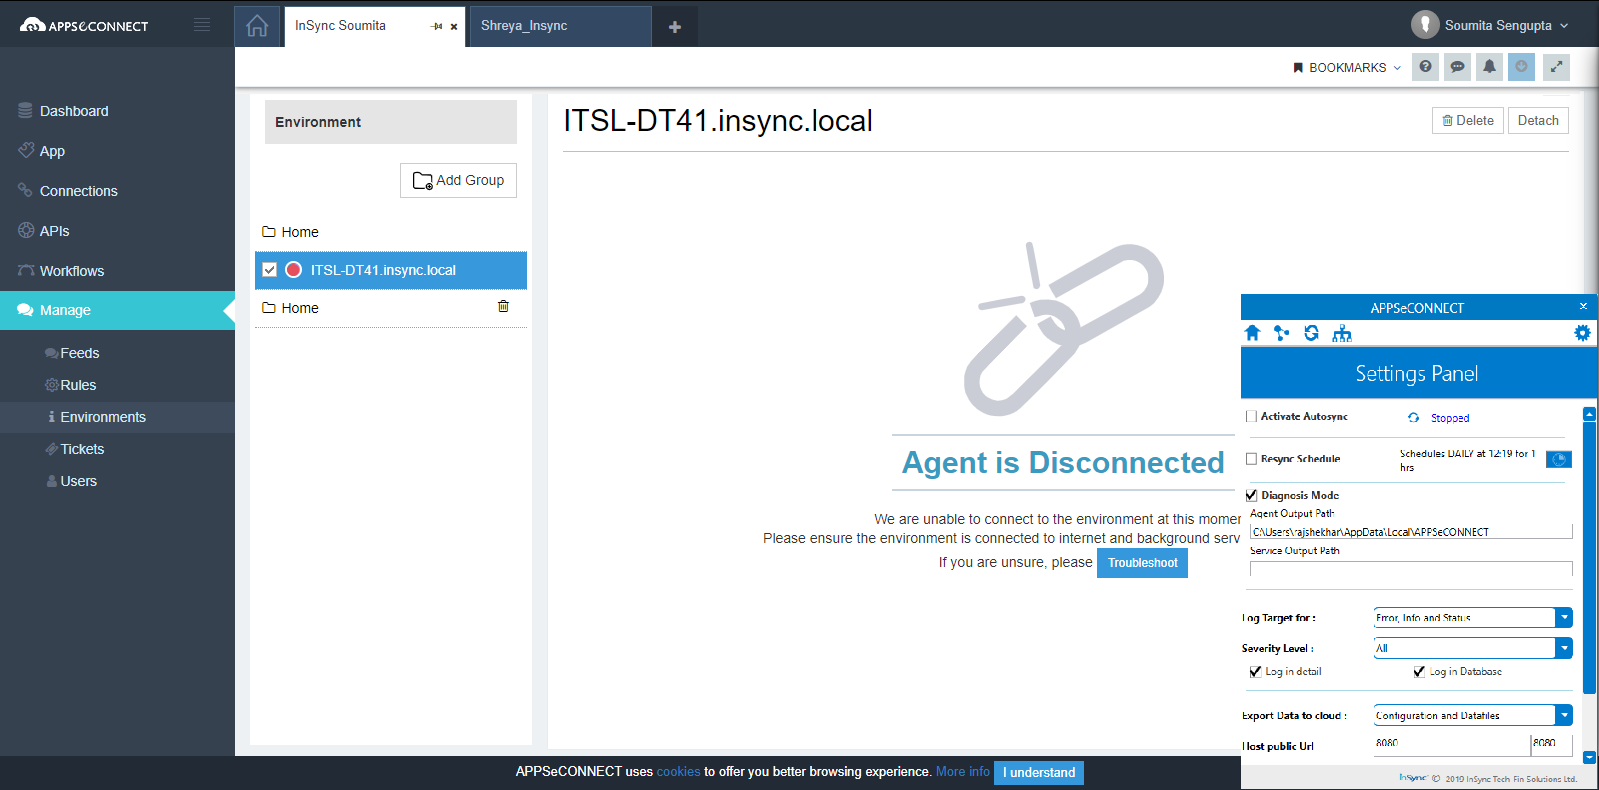 APPSeCONNECT
InSync Soumita
Shreya_Insync
Soumita Sengupta
BOOKMARKS
Dashboard
App
Connections
APIs
Workflows
Manage
Feeds
Rules
Environments
Tickets
Users
Environment
Add Group
Home
ITSL-DT41.insync.local
Home
ITSL-DT41.insync.local
Delete
Detach
Agent is Disconnected
We are unable to connect to the environment at this momer
Please ensure the environment is connected to internet and background serv
If you are unsure, please Troubleshoot
APPSeCONNECT
Settings Panel
Activate Autosync
Stopped
Resync Schedule
Schedules DAILY at 12:19 for 1
hrs
Diagnosis Mode
Agent Output Path
C:\Users\rajshekhar\AppData\Local\APPSeCONNECT
Service Output Path
Log Target for :
Error, Info and Status
Severity Level :
All
Log in detail
Log in Database
Export Data to cloud :
Configuration and Datafiles
Host public Url
8080
8080
InSync © 2019 InSync Tech-Fin Solutions Ltd.
APPSeCONNECT uses cookies to offer you better browsing experience. More info I understand